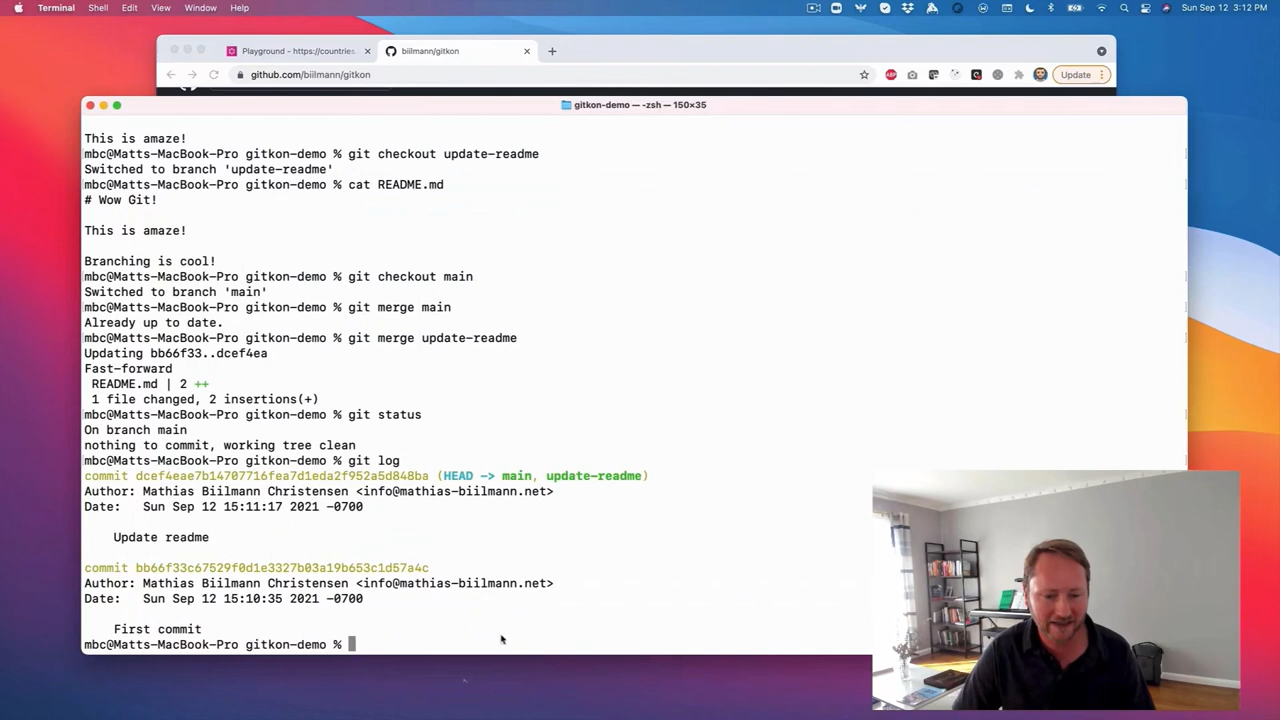 Terminal Shell Edit View Window Help
Sun Sep 12 3:12 PM
Playground - https://countries.
biilmann/gitkon
github.com/biilmann/gitkon
ABP
Update
gitkon-demo — -zsh — 150×35
This is amaze!
mbc@Matts-MacBook-Pro gitkon-demo % git checkout update-readme
Switched to branch 'update-readme'
mbc@Matts-MacBook-Pro gitkon-demo % cat README.md
# Wow Git!
This is amaze!
Branching is cool!
mbc@Matts-MacBook-Pro gitkon-demo % git checkout main
Switched to branch 'main'
mbc@Matts-MacBook-Pro gitkon-demo % git merge main
Already up to date.
mbc@Matts-MacBook-Pro gitkon-demo % git merge update-readme
Updating bb66f33..dcef4ea
Fast-forward
README.md | 2 ++
1 file changed, 2 insertions(+)
mbc@Matts-MacBook-Pro gitkon-demo % git status
On branch main
nothing to commit, working tree clean
mbc@Matts-MacBook-Pro gitkon-demo % git log
commit dcef4eae7b14707716fea7d1eda2f952a5d848ba (HEAD -> main, update-readme)
Author: Mathias Biilmann Christensen <info@mathias-biilmann.net>
Date: Sun Sep 12 15:11:17 2021 -0700
Update readme
commit bb66f33c67529f0d1e3327b03a19b653c1d57a4c
Author: Mathias Biilmann Christensen <info@mathias-biilmann.net>
Date: Sun Sep 12 15:10:35 2021 -0700
First commit
mbc@Matts-MacBook-Pro gitkon-demo %